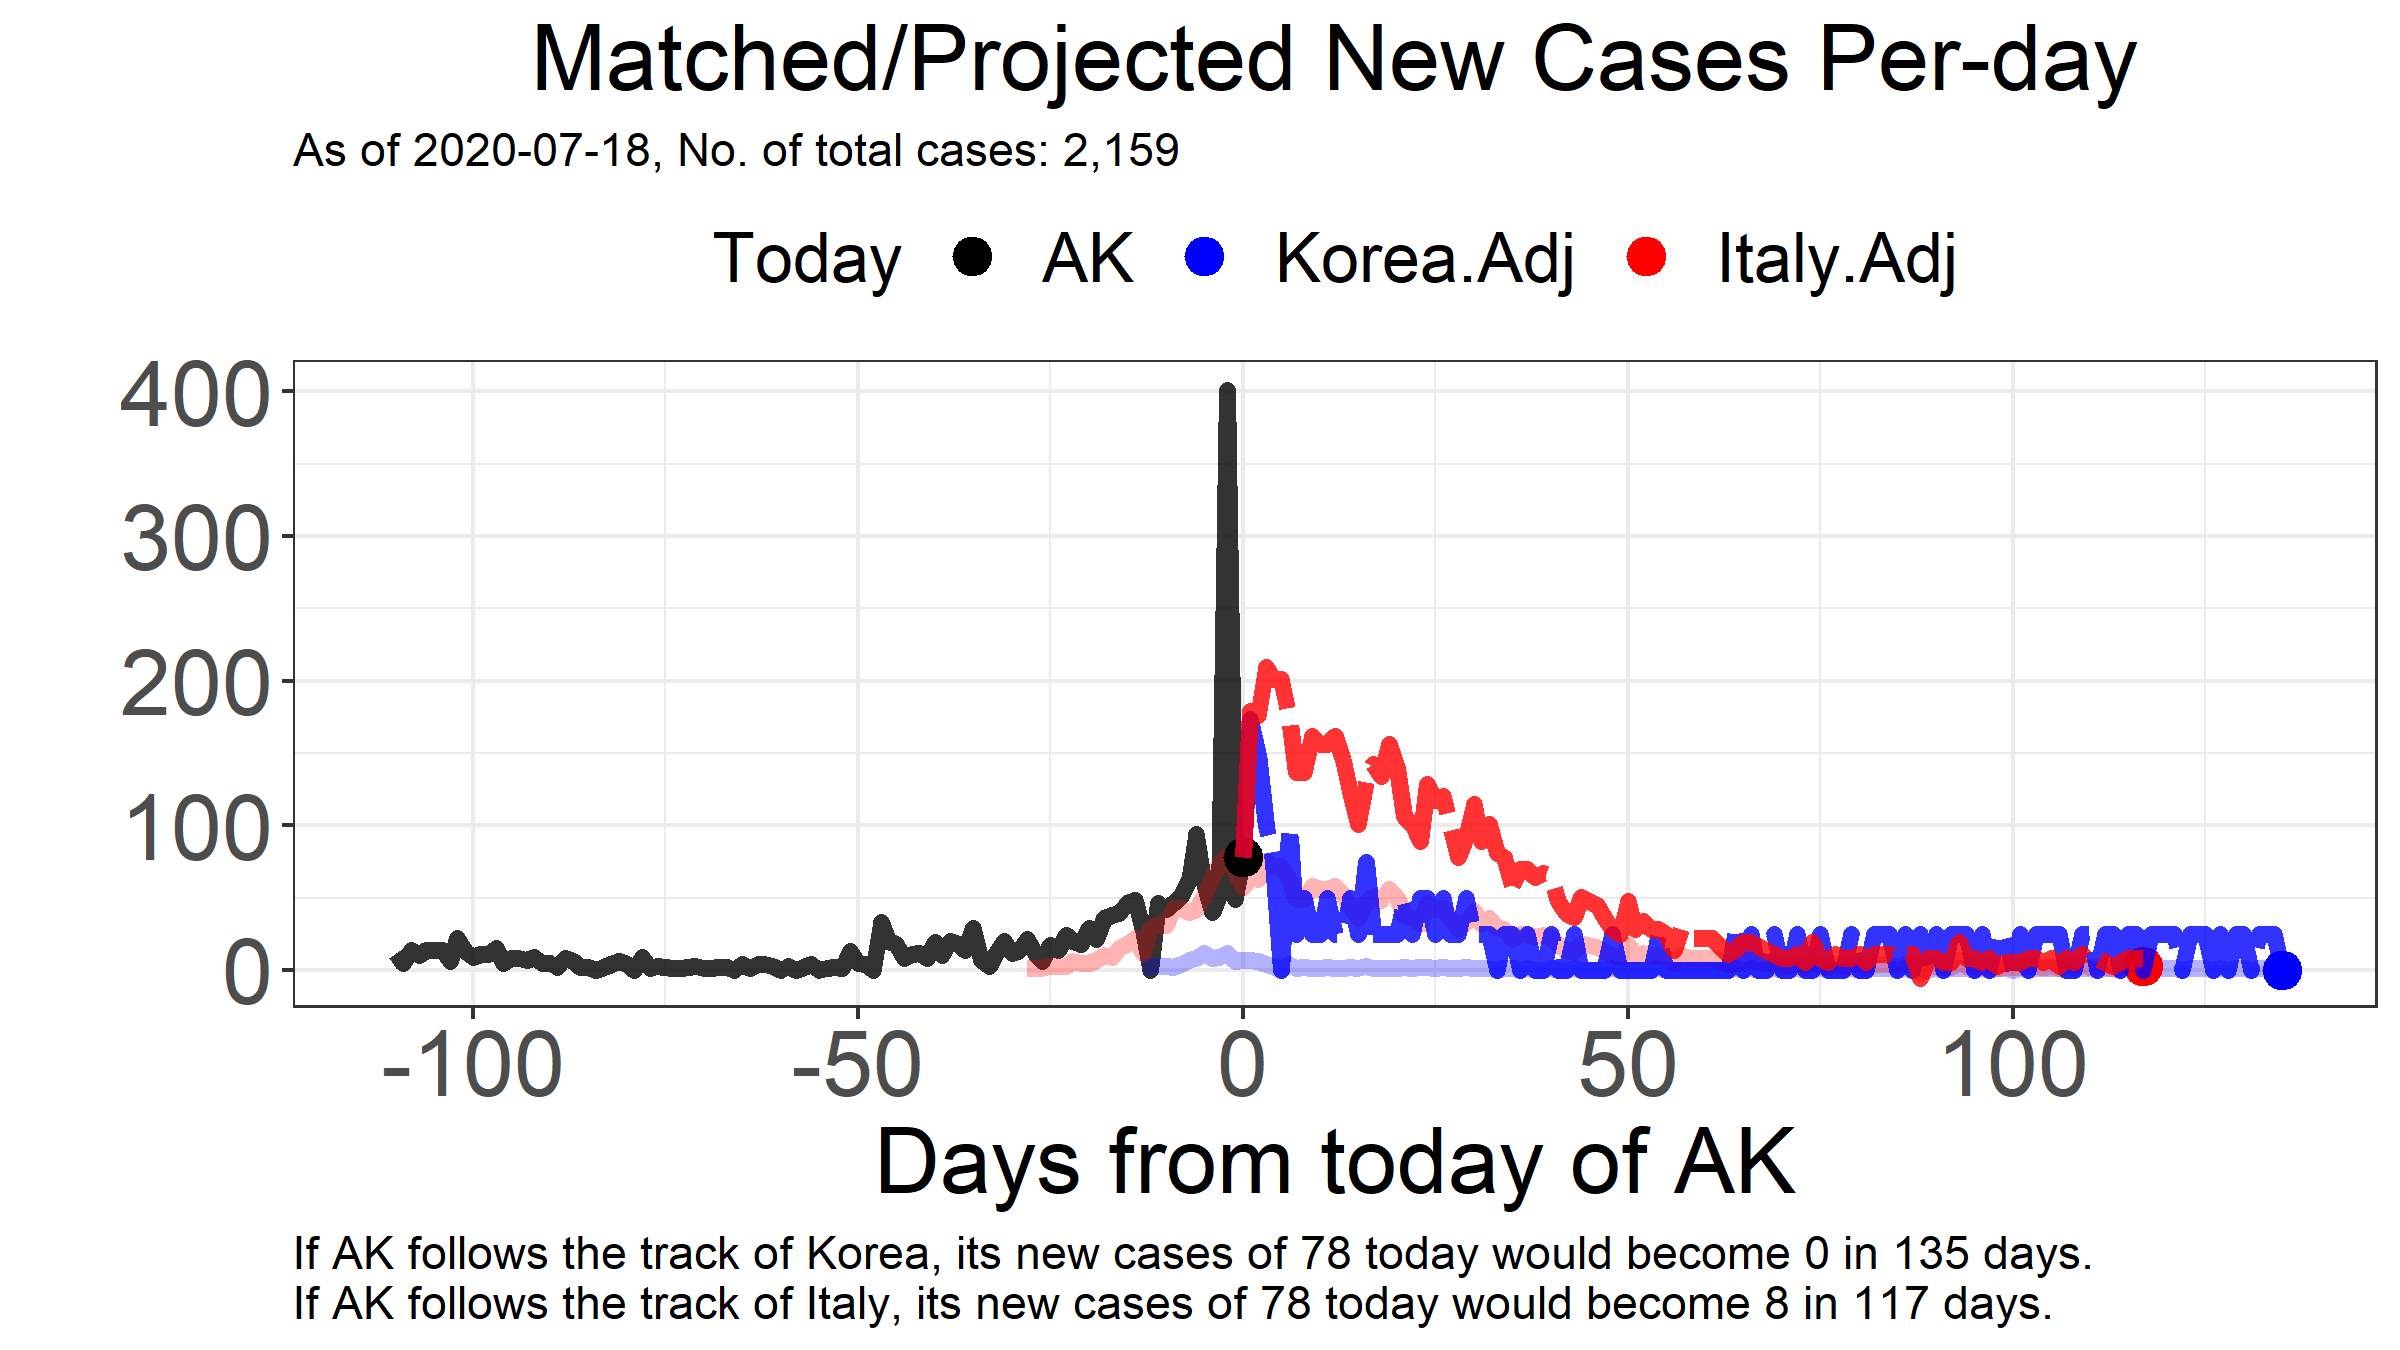 Matched/Projected New Cases Per-day
As of 2020-07-18, No. of total cases: 2,159
Today AK Korea.Adj Italy.Adj
400
300
200
100
0
-100 -50 0 50 100
Days from today of AK
If AK follows the track of Korea, its new cases of 78 today would become 0 in 135 days.
If AK follows the track of Italy, its new cases of 78 today would become 8 in 117 days.